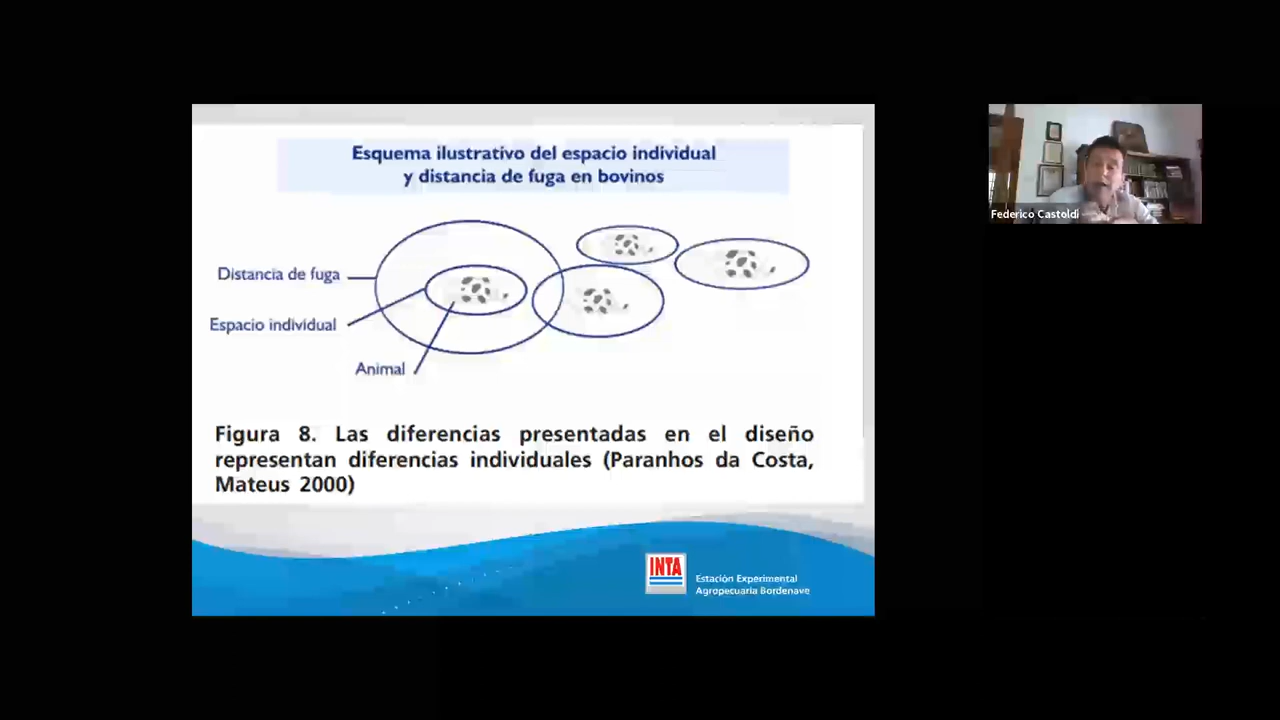 Esquema ilustrativo del espacio individual
y distancia de fuga en bovinos
Distancia de fuga
Espacio individual
Animal
Figura 8. Las diferencias presentadas en el diseño
representan diferencias individuales (Paranhos da Costa,
Mateus 2000)
INTA
Estación Experimental
Agropecuaria Bordenave
Federico Castoldi